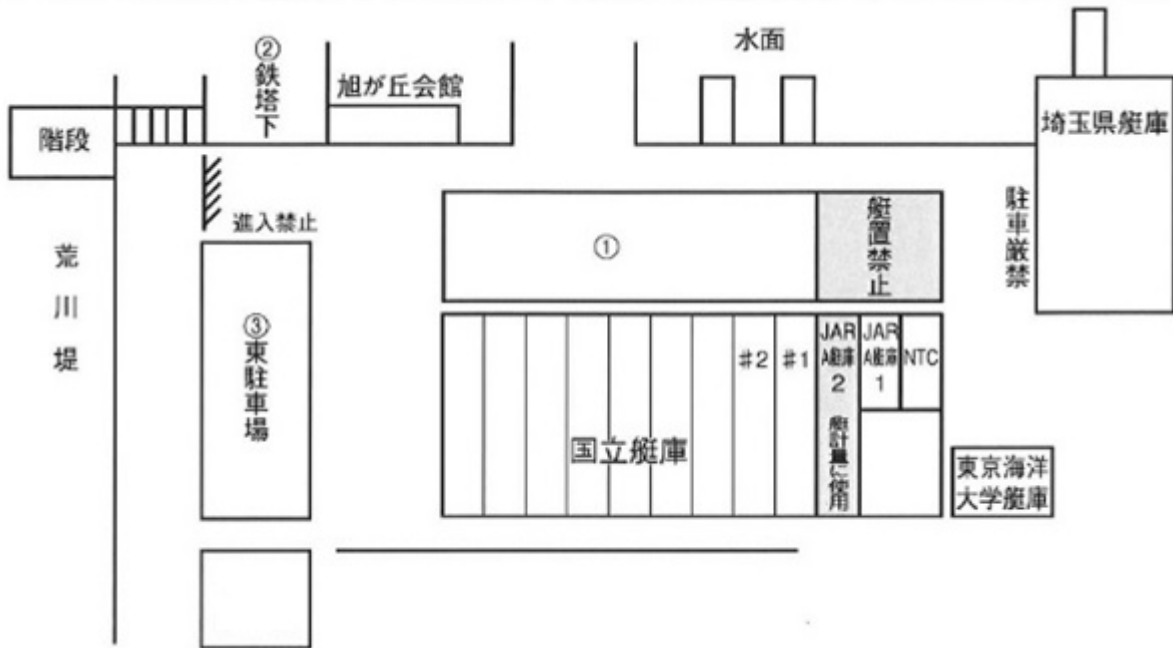 水面
②鉄塔下
旭が丘会館
階段
埼玉県艇庫
進入禁止
①
艇置禁止
駐車厳禁
荒川堤
③東駐車場
#2
#1
JAR
A艇庫
2
艇計量に使用
JAR
A艇庫
1
NTC
国立艇庫
東京海洋
大学艇庫